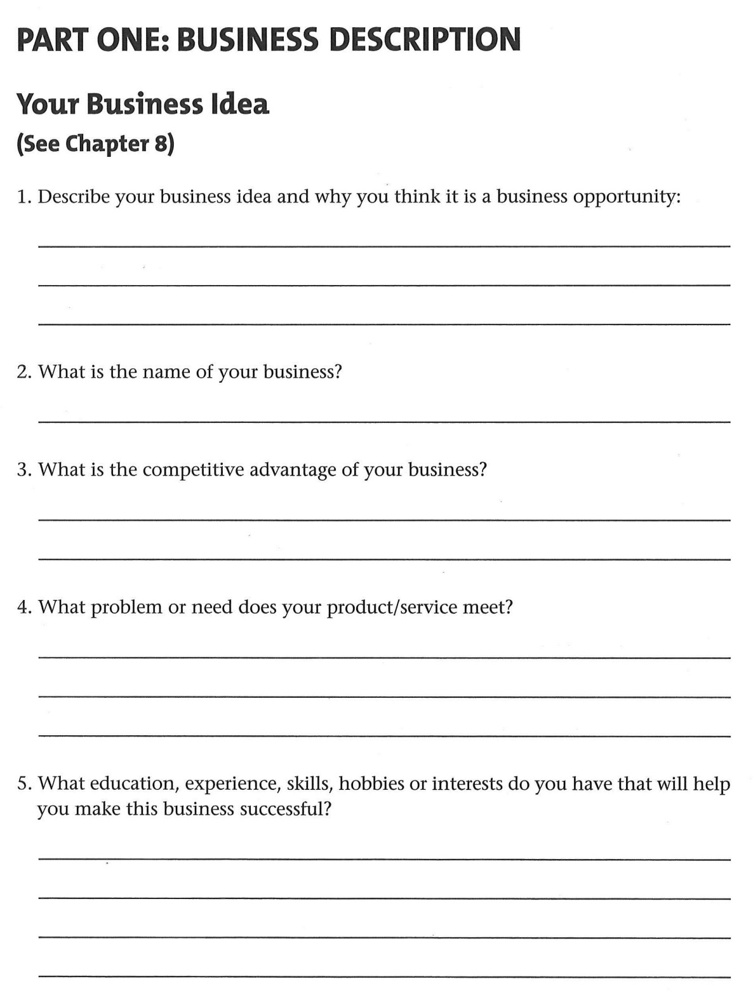 PART ONE: BUSINESS DESCRIPTION
Your Business Idea
(See Chapter 8)
1. Describe your business idea and why you think it is a business opportunity:
2. What is the name of your business?
3. What is the competitive advantage of your business?
4. What problem or need does your product/service meet?
5. What education, experience, skills, hobbies or interests do you have that will help
you make this business successful?